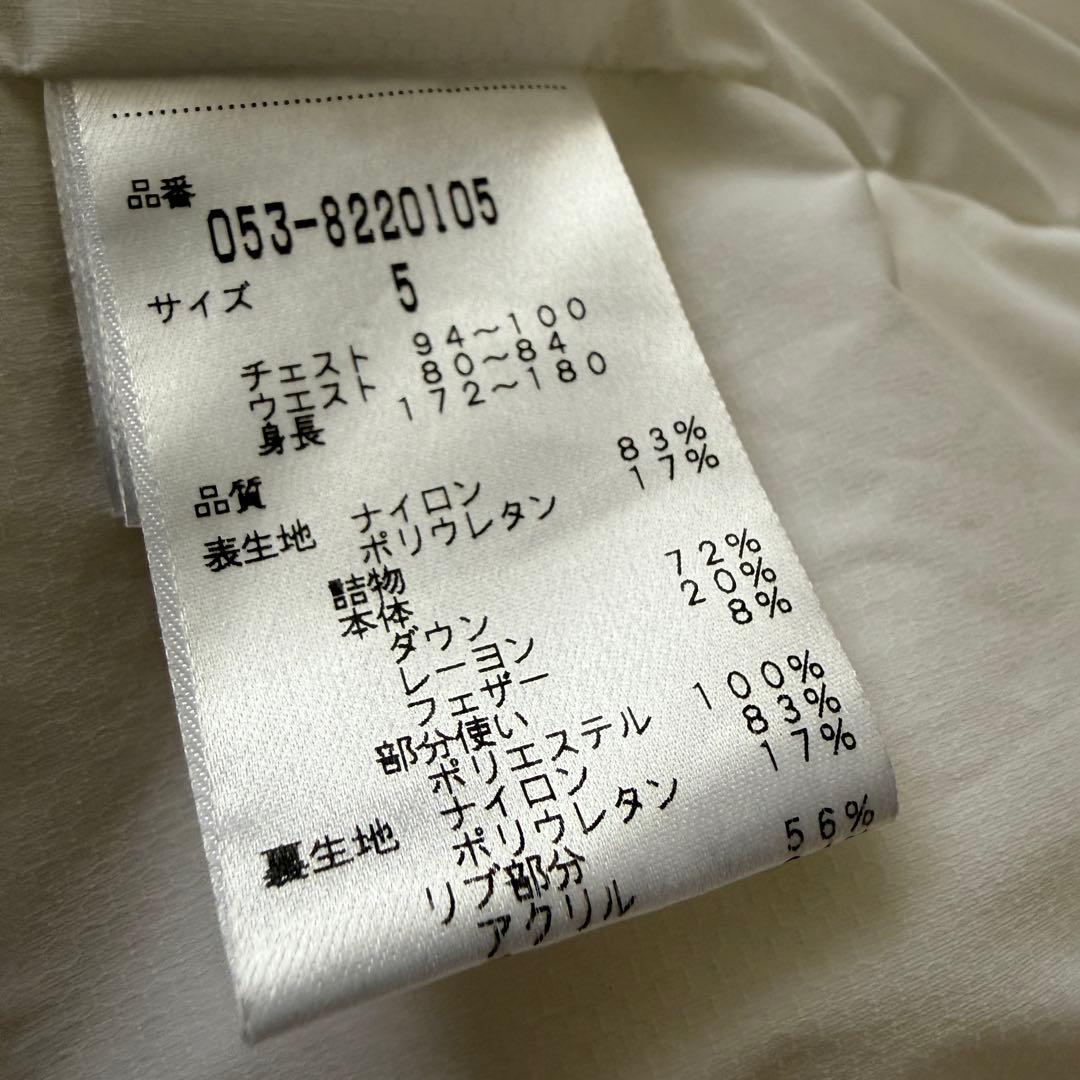 品番
053-8220105
サイズ 5
チェスト 94～100
ウエスト 80～84
身長 172～180
品質
表生地 ナイロン 83%
ポリウレタン 17%
詰物
本体
ダウン 72%
レーヨン 20%
フェザー 8%
部分使い
ポリエステル 100%
裏生地 ナイロン 83%
ポリウレタン 17%
リブ部分
アクリル 56%